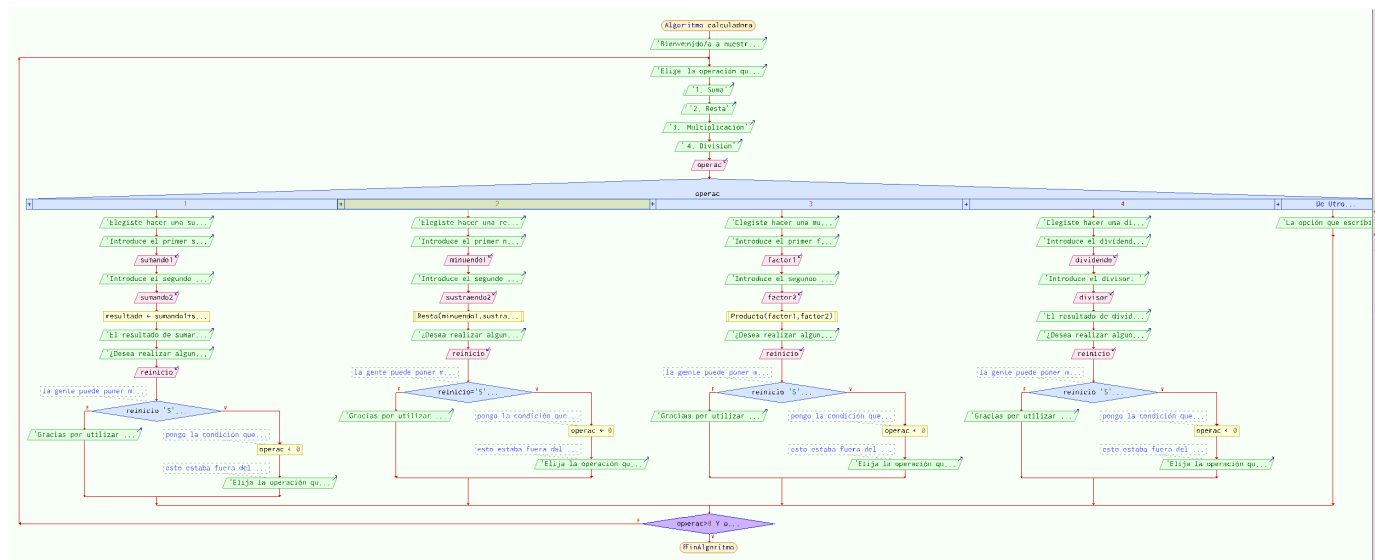 Algoritmo calculadora
'Bienvenido/a a nuestr...
'Elige la operación qu...
'1. Suma'
'2. Resta'
'3. Multiplicacion'
'4. Division'
operac
operac
+ 1 + 2 + 3 + 4 + De Otro...
'Elegiste hacer una su... 'Elegiste hacer una re... 'Elegiste hacer una mu... 'Elegiste hacer una di... 'La opción que escribi
'Introduce el primer s... 'Introduce el primer n... 'Introduce el primer f... 'Introduce el dividend...
sumando1 minuendo1 factor1 dividendo
'Introduce el segundo ... 'Introduce el segundo ... 'Introduce el segundo ... 'Introduce el divisor: '
sumando2 sustraendo2 factor2 divisor
resultado ← sumando1+s... Resta(minuendo1,sustra... Producto(factor1,factor2) 'El resultado de divid...
'El resultado de sumar... '¿Desea realizar algun... '¿Desea realizar algun... '¿Desea realizar algun...
'¿Desea realizar algun... reinicio reinicio reinicio
reinicio la gente puede poner m... la gente puede poner m... la gente puede poner m...
la gente puede poner m... F reinicio='S'... V F reinicio 'S'... V F reinicio 'S'... V
F reinicio 'S'... V 'Gracias por utilizar ... pongo la condición que... 'Gracias por utilizar ... pongo la condición que... 'Gracias por utilizar ... pongo la condición que...
'Gracias por utilizar ... pongo la condición que... operac ← 0 operac ← 0 operac ← 0
operac ← 0 esto estaba fuera del ... esto estaba fuera del ... esto estaba fuera del ...
esto estaba fuera del ... 'Elija la operación qu... 'Elija la operación qu... 'Elija la operación qu...
'Elija la operación qu...
F operac>0 Y o...
V
FinAlgoritmo